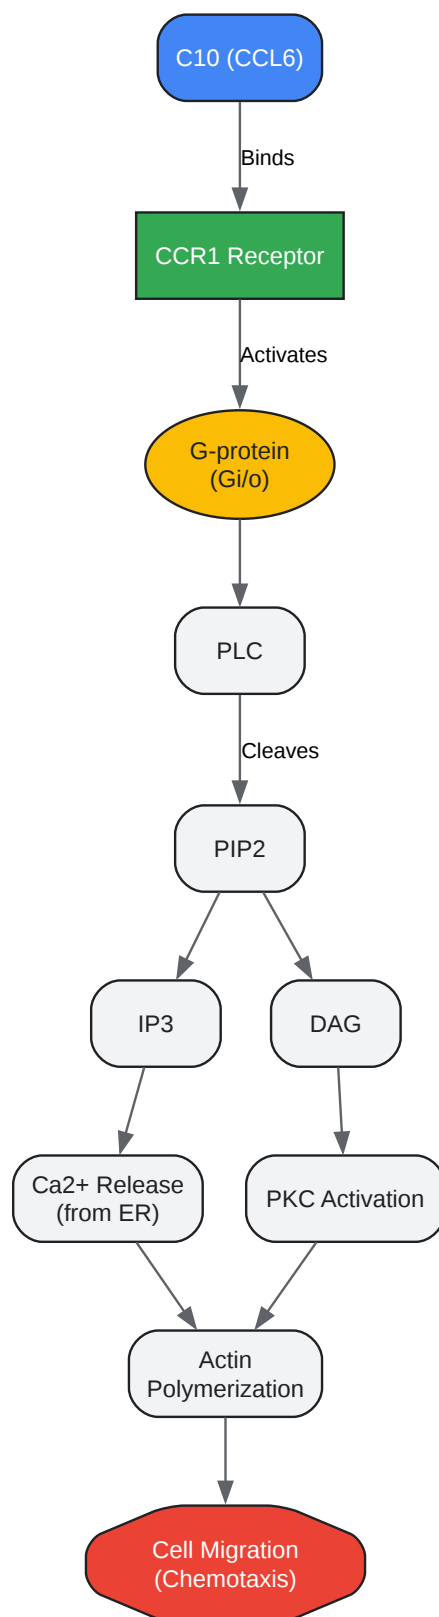 C10 (CCL6)
Binds
CCR1 Receptor
Activates
G-protein
(Gi/o)
PLC
Cleaves
PIP2
IP3
DAG
Ca2+ Release
(from ER)
PKC Activation
Actin
Polymerization
Cell Migration
(Chemotaxis)